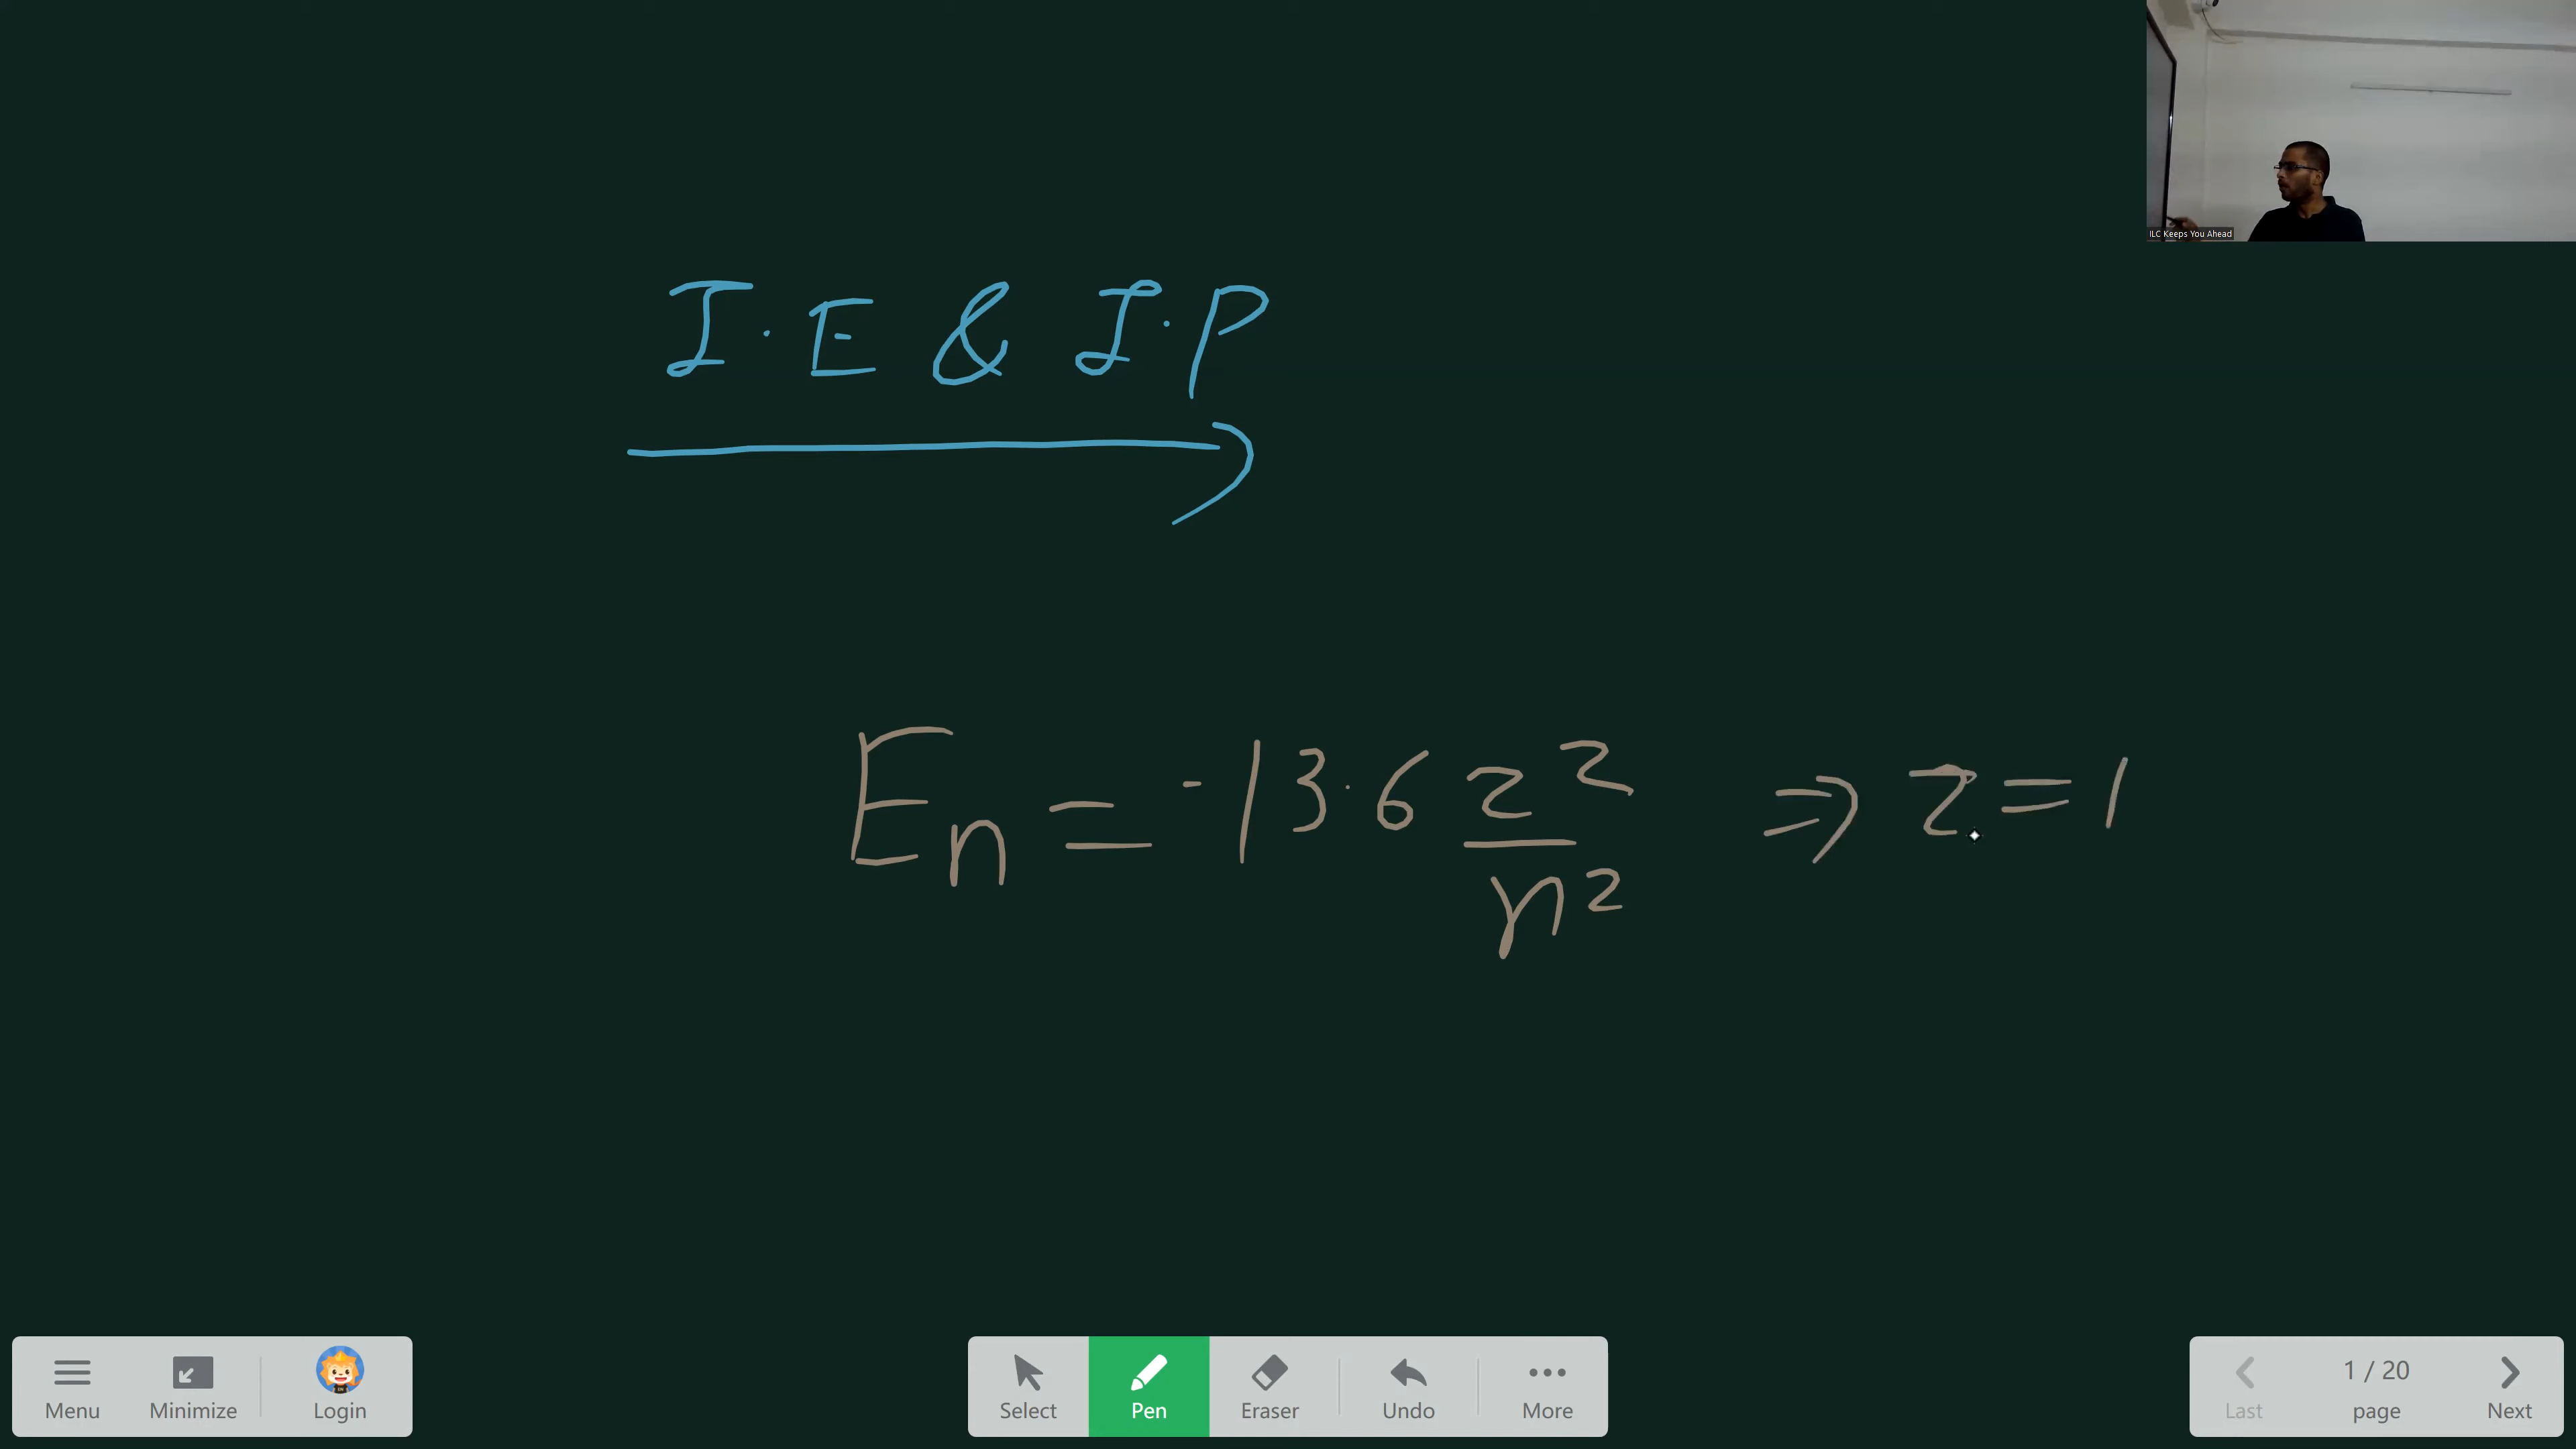 ILC Keeps You Ahead
I.E & I.P
En = -13.6 z²/n² ⇒ z = 1
Menu Minimize Login Select Pen Eraser Undo More Last 1 / 20 page Next